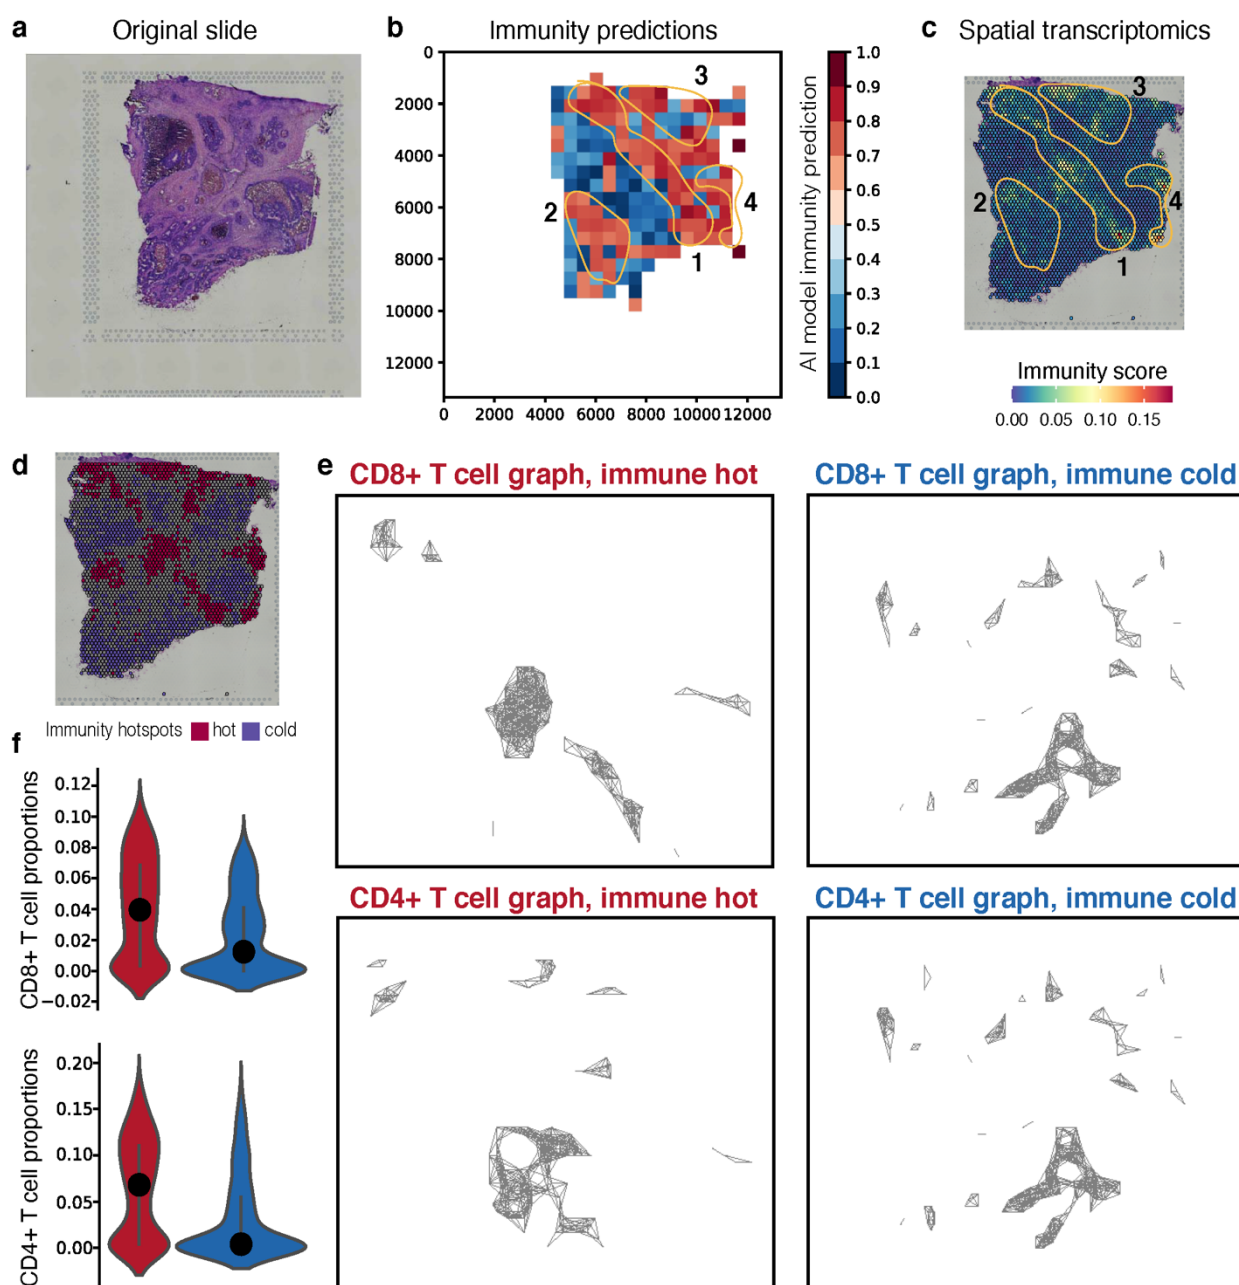 a Original slide
b Immunity predictions
0
2000
4000
6000
8000
10000
12000
0 2000 4000 6000 8000 10000 12000
3
2
4
1
AI model immunity prediction
1.0
0.9
0.8
0.7
0.6
0.5
0.4
0.3
0.2
0.1
0.0
c Spatial transcriptomics
3
2
4
1
Immunity score
0.00 0.05 0.10 0.15
d
Immunity hotspots hot cold
e
CD8+ T cell graph, immune hot
CD8+ T cell graph, immune cold
CD4+ T cell graph, immune hot
CD4+ T cell graph, immune cold
f
CD8+ T cell proportions
0.12
0.10
0.08
0.06
0.04
0.02
0.00
−0.02
CD4+ T cell proportions
0.20
0.15
0.10
0.05
0.00